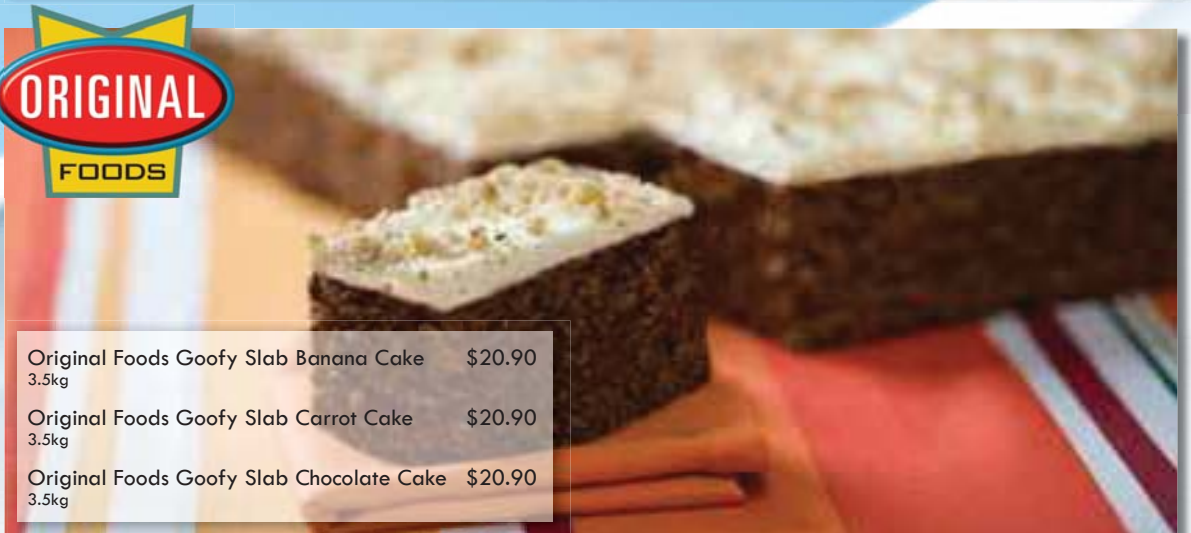 ORIGINAL
FOODS
Original Foods Goofy Slab Banana Cake $20.90
3.5kg
Original Foods Goofy Slab Carrot Cake $20.90
3.5kg
Original Foods Goofy Slab Chocolate Cake $20.90
3.5kg